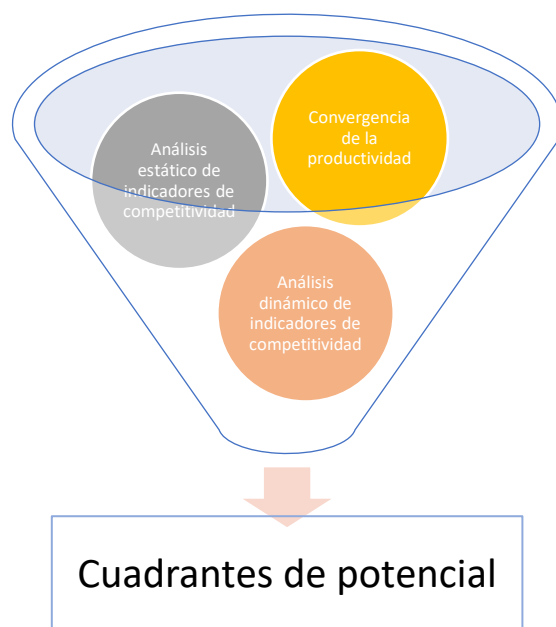 Convergencia
de la
productividad
Análisis
estático de
indicadores de
competitividad
Análisis
dinámico de
indicadores de
competitividad
Cuadrantes de potencial